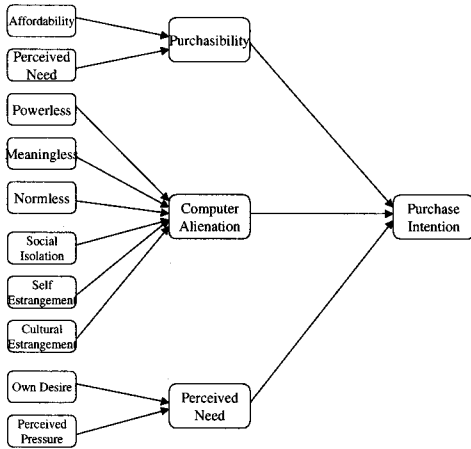 Affordability
Perceived
Need
Purchasibility
Powerless
Meaningless
Normless
Social
Isolation
Self
Estrangement
Cultural
Estrangement
Computer
Alienation
Purchase
Intention
Own Desire
Perceived
Pressure
Perceived
Need